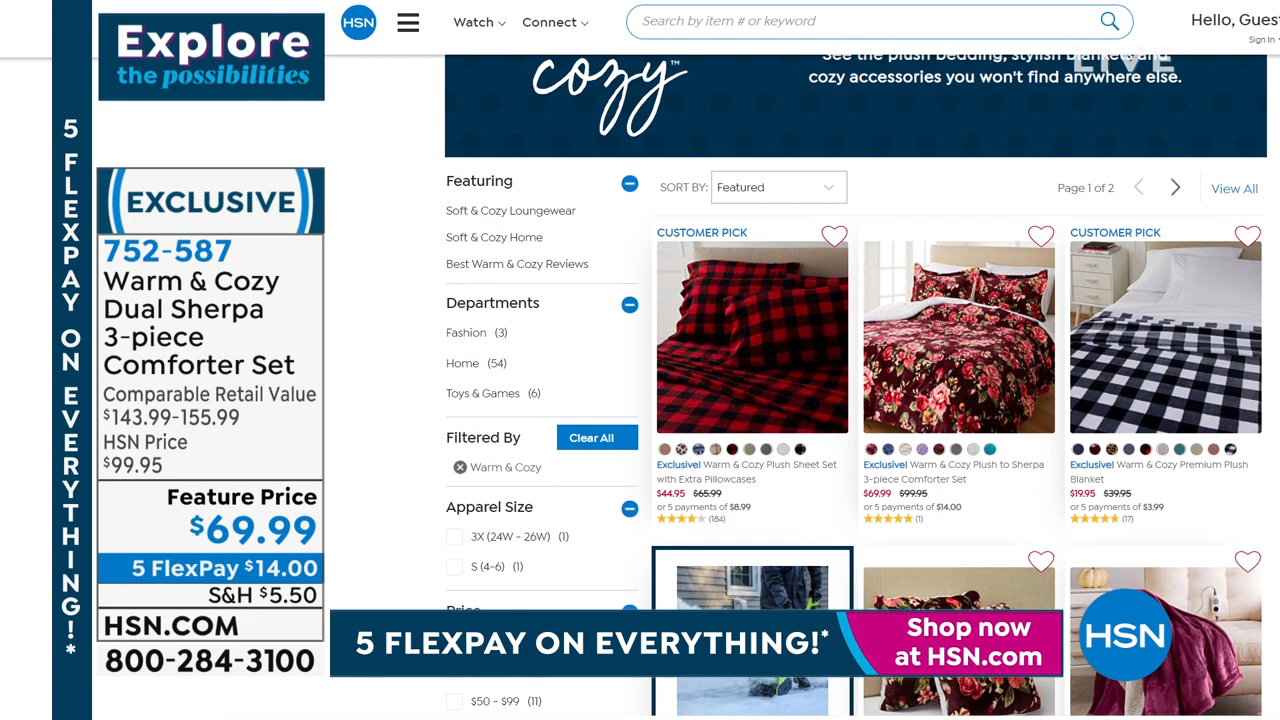 Explore
the possibilities
5 FLEXPAY ON EVERYTHING!*
EXCLUSIVE
752-587
Warm & Cozy
Dual Sherpa
3-piece
Comforter Set
Comparable Retail Value
$143.99-155.99
HSN Price
$99.95
Feature Price
$69.99
5 FlexPay $14.00
S&H $5.50
HSN.COM
800-284-3100
HSN
Watch
Connect
Search by item # or keyword
Hello, Gues
Sign In
LIVE
cozy™
See the plush bedding, stylish blankets and
cozy accessories you won't find anywhere else.
Featuring
Soft & Cozy Loungewear
Soft & Cozy Home
Best Warm & Cozy Reviews
Departments
Fashion (3)
Home (54)
Toys & Games (6)
Filtered By
Clear All
Warm & Cozy
Apparel Size
3X (24W - 26W) (1)
S (4-6) (1)
Price
$50 - $99 (11)
SORT BY: Featured
Page 1 of 2
View All
CUSTOMER PICK
Exclusive! Warm & Cozy Plush Sheet Set
with Extra Pillowcases
$44.95 $65.99
or 5 payments of $8.99
(184)
Exclusive! Warm & Cozy Plush to Sherpa
3-piece Comforter Set
$69.99 $99.95
or 5 payments of $14.00
(1)
CUSTOMER PICK
Exclusive! Warm & Cozy Premium Plush
Blanket
$19.95 $39.95
or 5 payments of $3.99
(17)
5 FLEXPAY ON EVERYTHING!*
Shop now
at HSN.com
HSN